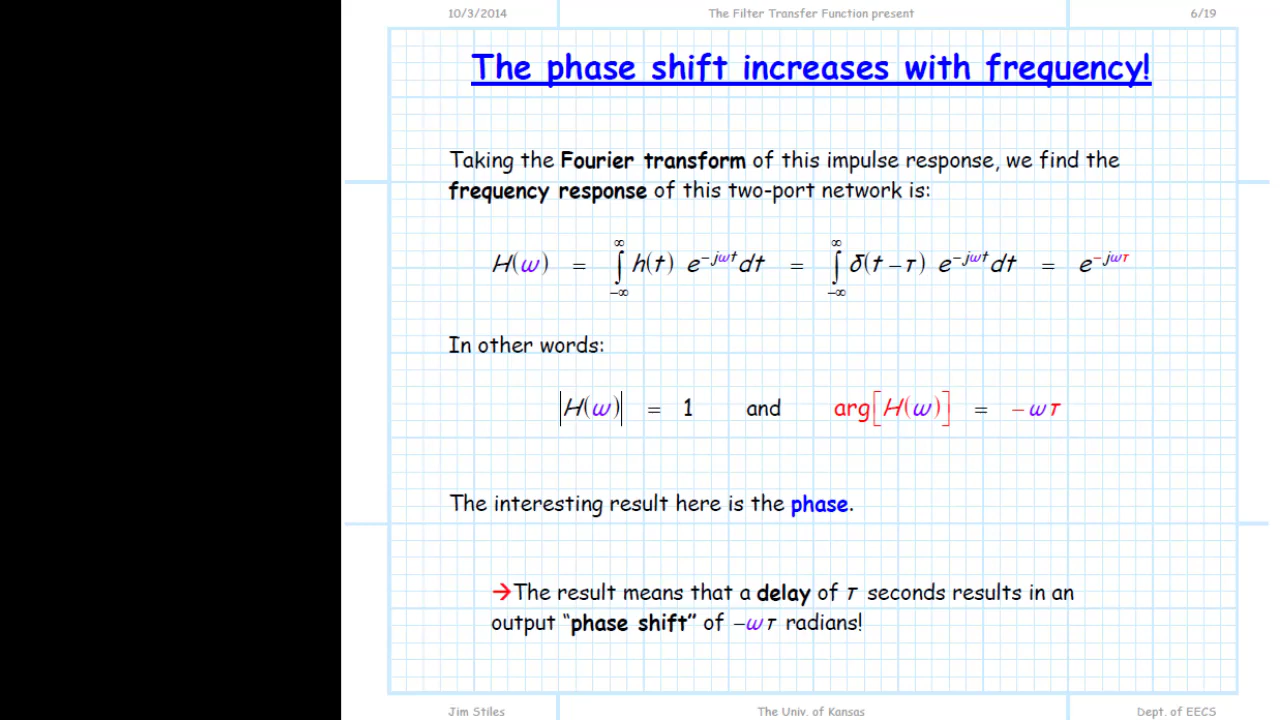 10/3/2014 The Filter Transfer Function present 6/19
The phase shift increases with frequency!
Taking the Fourier transform of this impulse response, we find the
frequency response of this two-port network is:
H(ω) = ∫_{−∞}^{∞} h(t) e^{−jωt} dt = ∫_{−∞}^{∞} δ(t − τ) e^{−jωt} dt = e^{−jωτ}
In other words:
|H(ω)| = 1 and arg[H(ω)] = −ωτ
The interesting result here is the phase.
→The result means that a delay of τ seconds results in an
output “phase shift” of −ωτ radians!
Jim Stiles The Univ. of Kansas Dept. of EECS